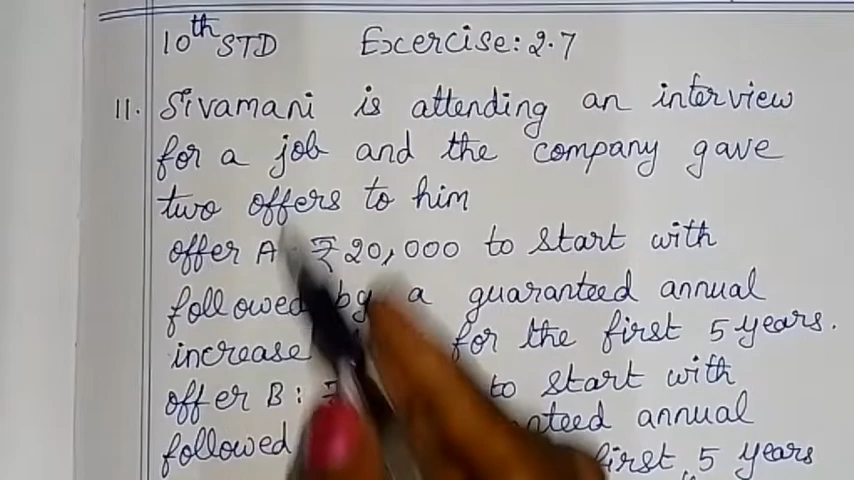 10th STD Exercise: 2.7
11. Sivamani is attending an interview
for a job and the company gave
two offers to him
offer A: ₹20,000 to start with
followed by a guaranteed annual
increase for the first 5 years.
offer B: ₹ to start with
followed annual
first 5 years